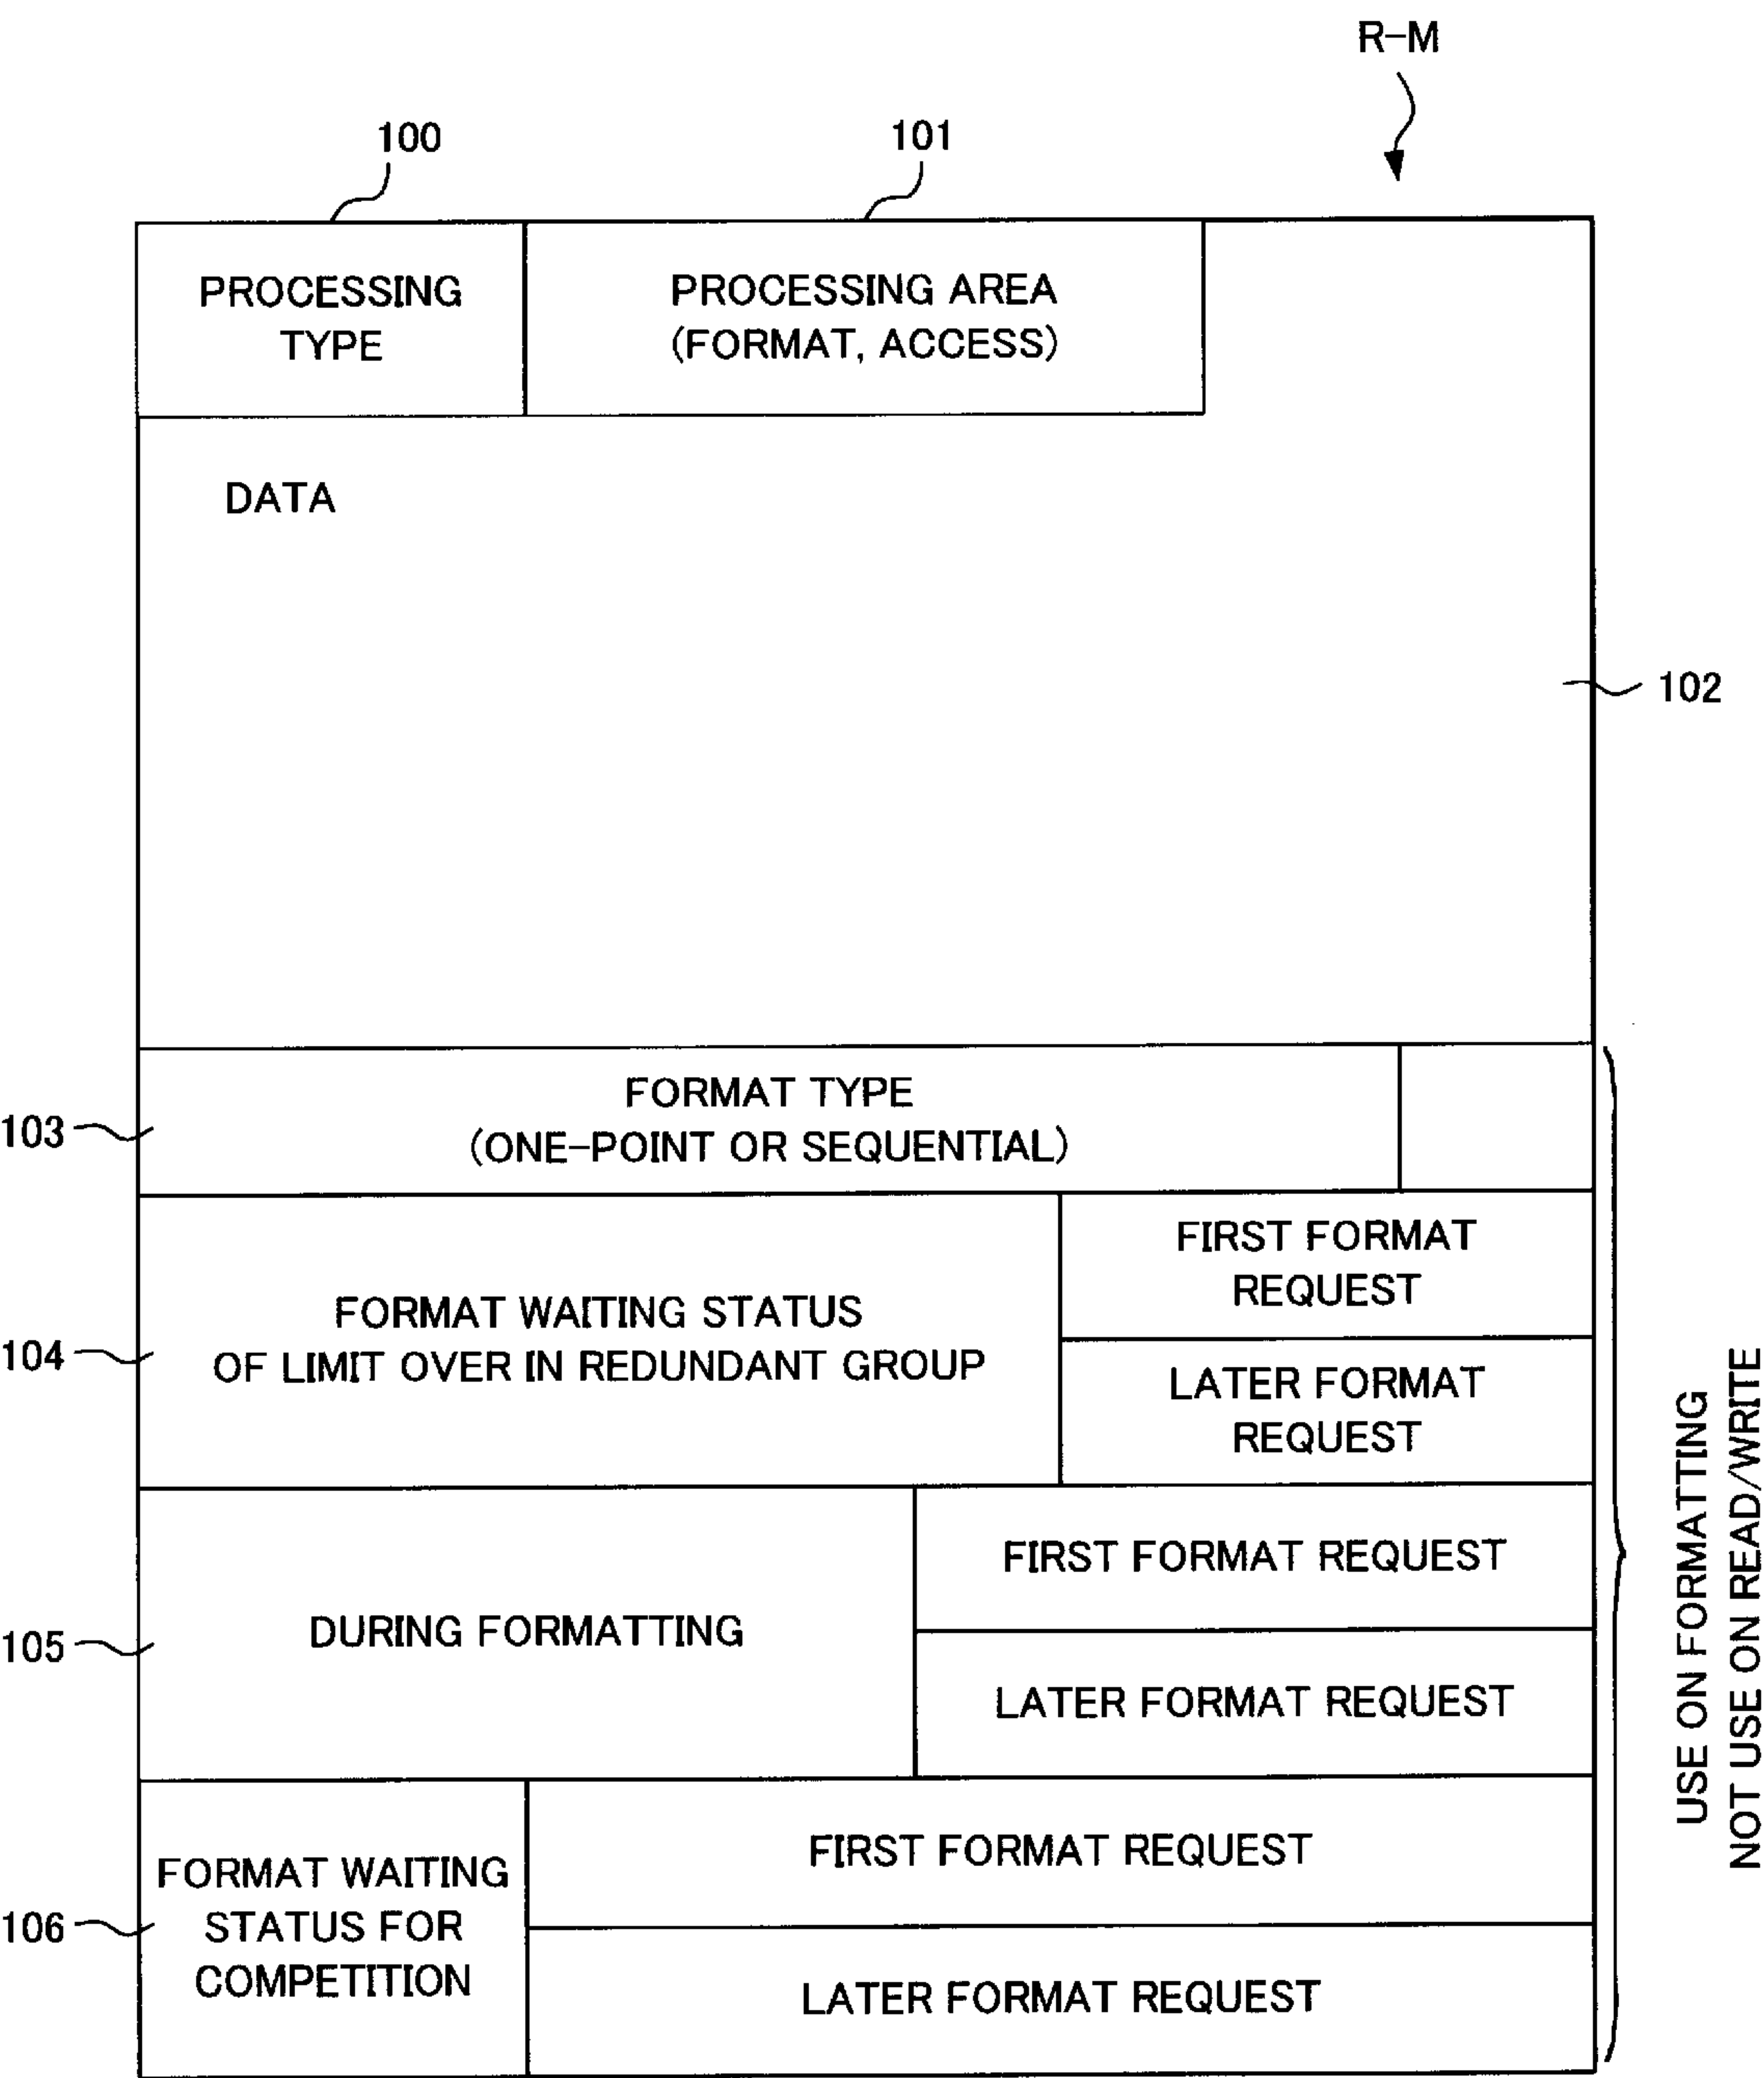 R-M
100
101
PROCESSING
TYPE
PROCESSING AREA
(FORMAT, ACCESS)
DATA
102
103
FORMAT TYPE
(ONE-POINT OR SEQUENTIAL)
104
FORMAT WAITING STATUS
OF LIMIT OVER IN REDUNDANT GROUP
FIRST FORMAT
REQUEST
LATER FORMAT
REQUEST
105
DURING FORMATTING
FIRST FORMAT REQUEST
LATER FORMAT REQUEST
106
FORMAT WAITING
STATUS FOR
COMPETITION
FIRST FORMAT REQUEST
LATER FORMAT REQUEST
USE ON FORMATTING
NOT USE ON READ/WRITE